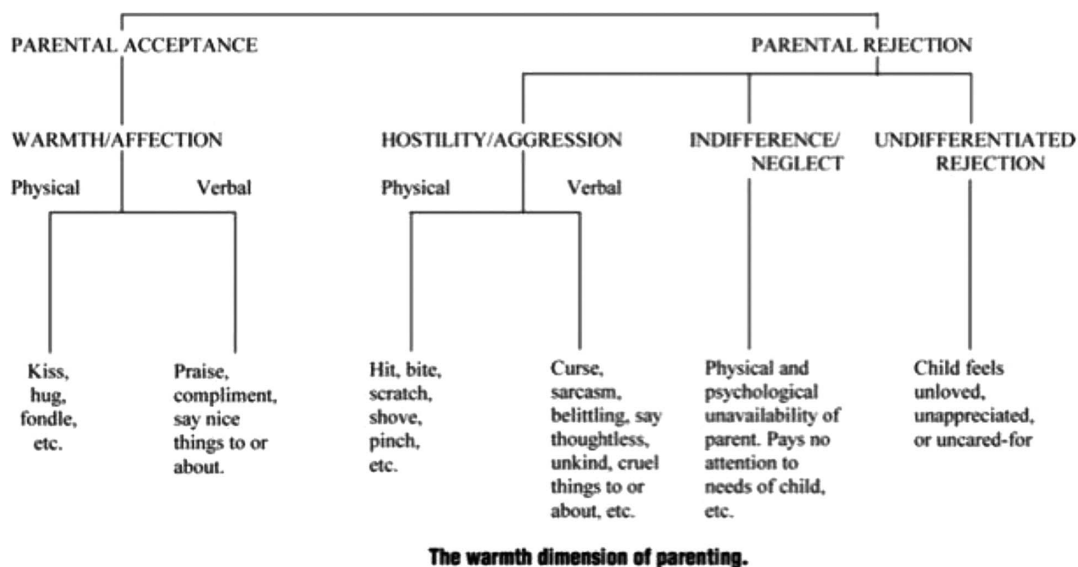 PARENTAL ACCEPTANCE
PARENTAL REJECTION
WARMTH/AFFECTION
HOSTILITY/AGGRESSION
INDIFFERENCE/
NEGLECT
UNDIFFERENTIATED
REJECTION
Physical
Verbal
Physical
Verbal
Kiss,
hug,
fondle,
etc.
Praise,
compliment,
say nice
things to or
about.
Hit, bite,
scratch,
shove,
pinch,
etc.
Curse,
sarcasm,
belittling, say
thoughtless,
unkind, cruel
things to or
about, etc.
Physical and
psychological
unavailability of
parent. Pays no
attention to
needs of child,
etc.
Child feels
unloved,
unappreciated,
or uncared-for
The warmth dimension of parenting.